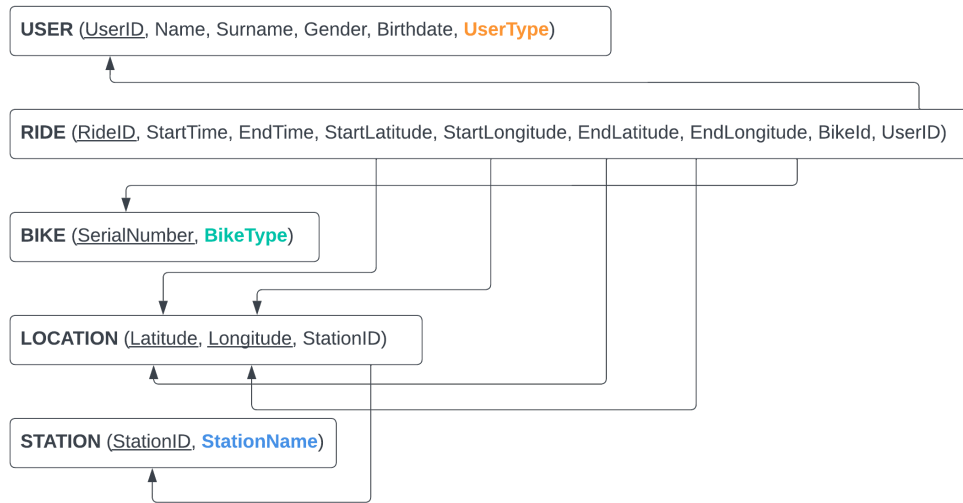 USER (UserID, Name, Surname, Gender, Birthdate, UserType)
RIDE (RideID, StartTime, EndTime, StartLatitude, StartLongitude, EndLatitude, EndLongitude, BikeId, UserID)
BIKE (SerialNumber, BikeType)
LOCATION (Latitude, Longitude, StationID)
STATION (StationID, StationName)